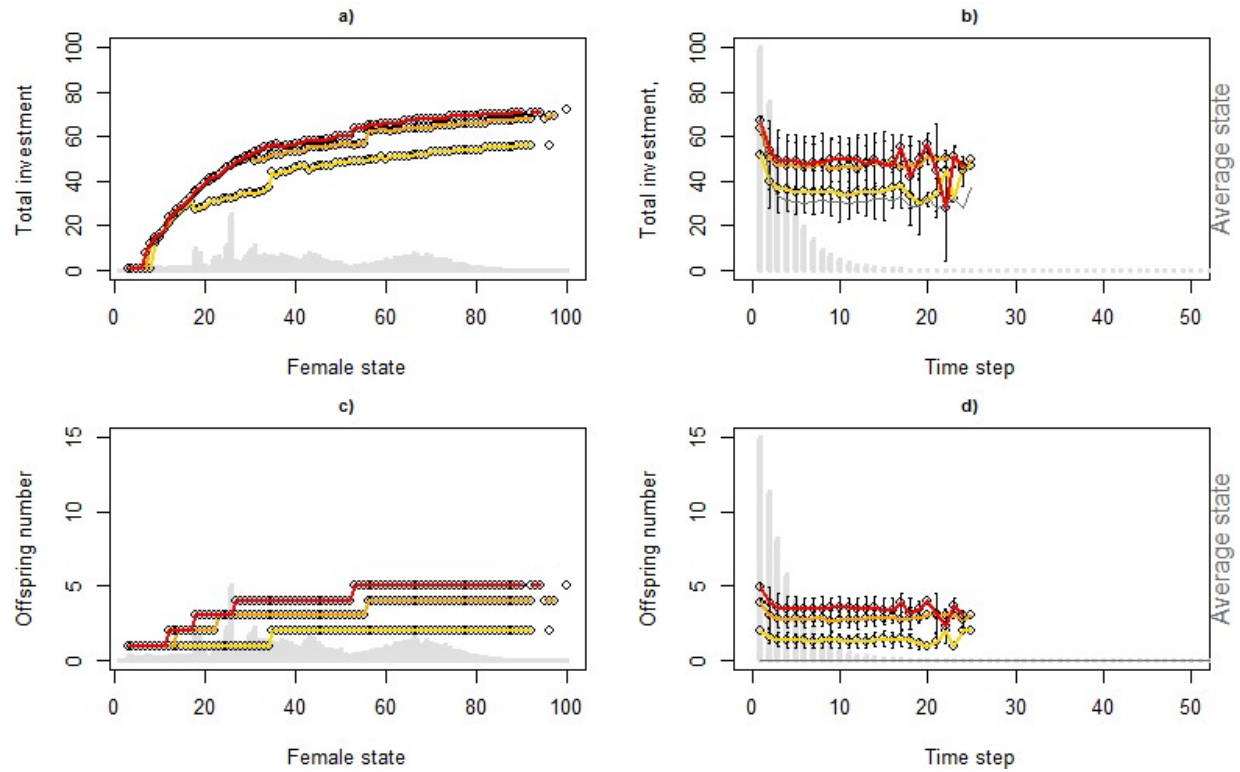 a)
Total investment
0 20 40 60 80 100
0 20 40 60 80 100
Female state
b)
Total investment,
0 20 40 60 80 100
0 10 20 30 40 50
Time step
Average state
c)
Offspring number
0 5 10 15
0 20 40 60 80 100
Female state
d)
Offspring number
0 5 10 15
0 10 20 30 40 50
Time step
Average state